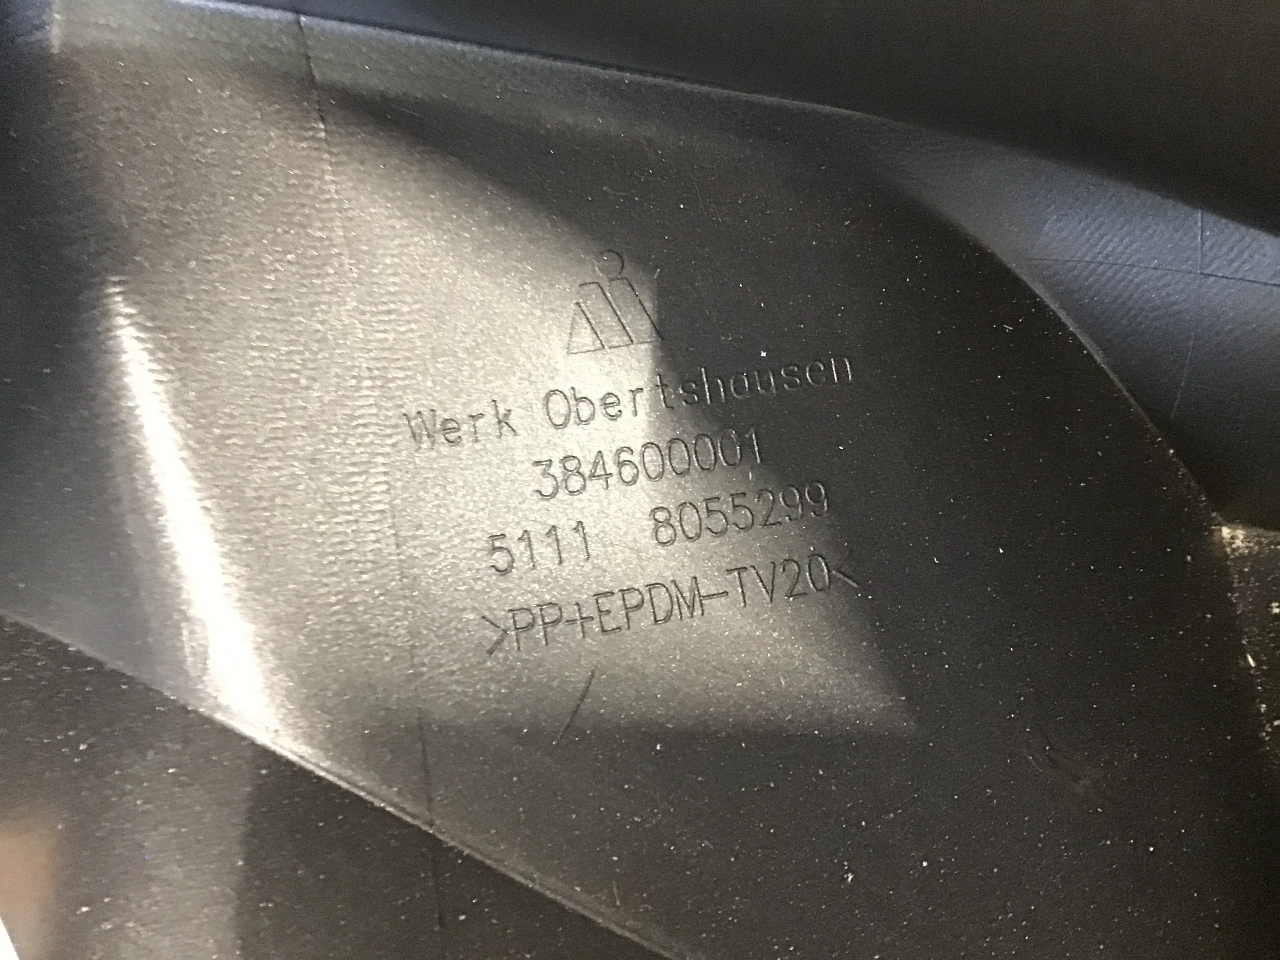 Werk Obertshausen
384600001
5111 8055299
>PP+EPDM-TV20<